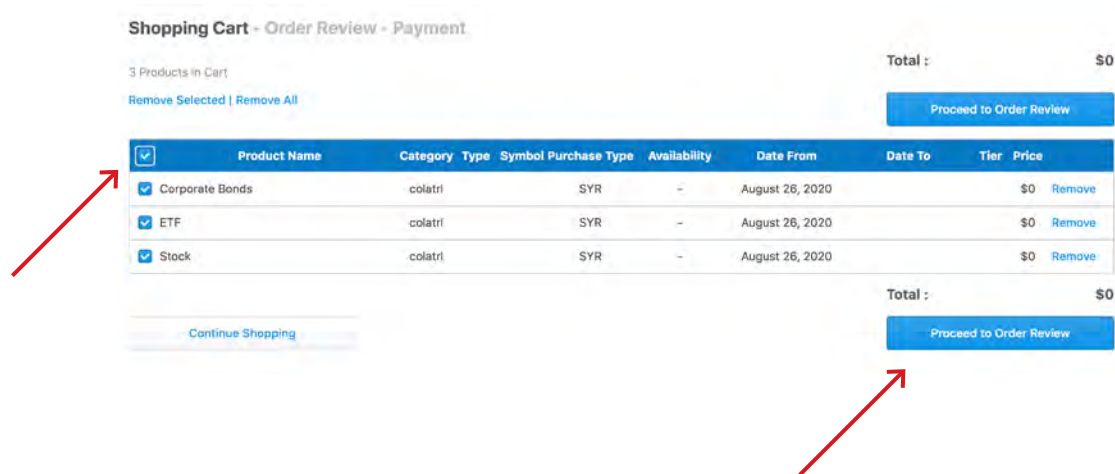 Shopping Cart - Order Review - Payment
Total : $0
3 Products in Cart
Remove Selected | Remove All
Proceed to Order Review
Product Name Category Type Symbol Purchase Type Availability Date From Date To Tier Price
Corporate Bonds colatrl SYR - August 26, 2020 $0 Remove
ETF colatrl SYR - August 26, 2020 $0 Remove
Stock colatrl SYR - August 26, 2020 $0 Remove
Total : $0
Continue Shopping Proceed to Order Review